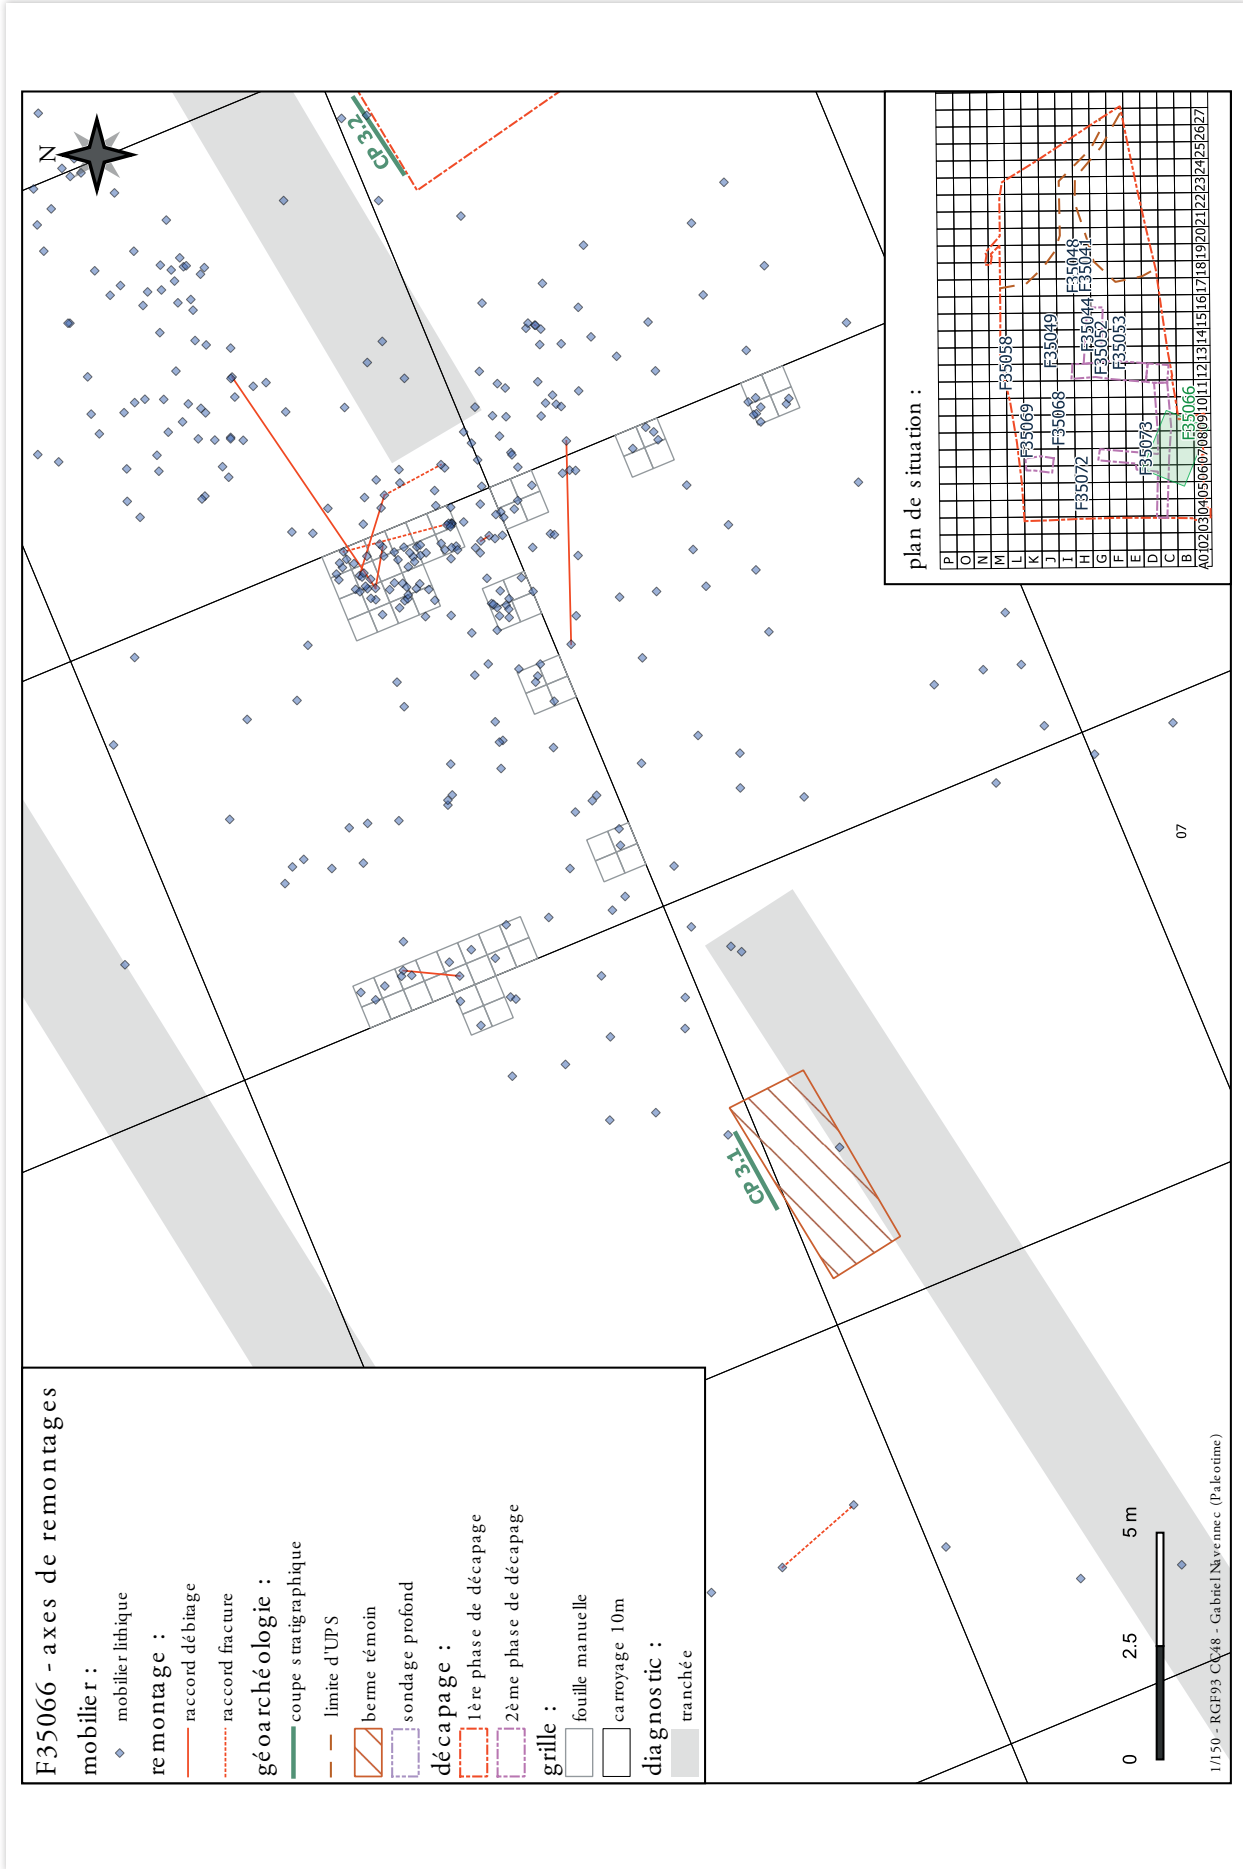 F35066 - axes de remontages
mobilier :
mobilier lithique
remontage :
raccord débitage
raccord fracture
géoarchéologie :
coupe stratigraphique
limite d'UPS
berme témoin
sondage profond
décapage :
1ère phase de décapage
2ème phase de décapage
grille :
fouille manuelle
carroyage 10m
diagnostic :
tranchée
N
CP 3.2
CP 3.1
07
0
2.5
5 m
1/150 - RGF93 CC48 - Gabriel Navennec (Paleotime)
plan de situation :
P
O
N
M
L
K
J
I
H
G
F
E
D
C
B
A
01 02 03 04 05 06 07 08 09 10 11 12 13 14 15 16 17 18 19 20 21 22 23 24 25 26 27
F35058
F35069
F35049
F35068
F35048
F35041
F35044
F35052
F35053
F35072
F35073
F35066